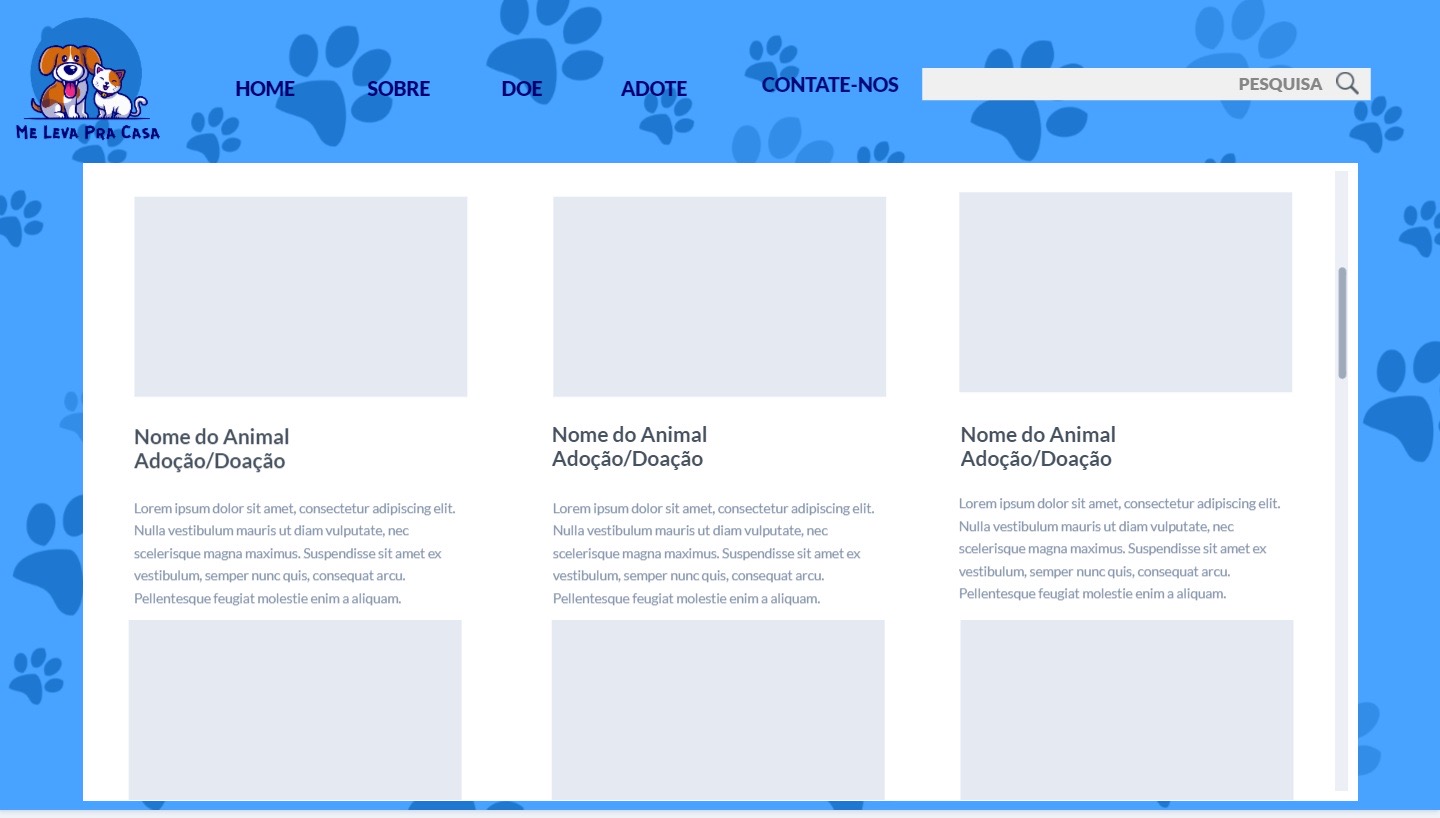 HOME
SOBRE
DOE
ADOTE
CONTATE-NOS
PESQUISA
ME LEVA PRA CASA
Nome do Animal
Adoção/Doação
Lorem ipsum dolor sit amet, consectetur adipiscing elit.
Nulla vestibulum mauris ut diam vulputate, nec
scelerisque magna maximus. Suspendisse sit amet ex
vestibulum, semper nunc quis, consequat arcu.
Pellentesque feugiat molestie enim a aliquam.
Nome do Animal
Adoção/Doação
Lorem ipsum dolor sit amet, consectetur adipiscing elit.
Nulla vestibulum mauris ut diam vulputate, nec
scelerisque magna maximus. Suspendisse sit amet ex
vestibulum, semper nunc quis, consequat arcu.
Pellentesque feugiat molestie enim a aliquam.
Nome do Animal
Adoção/Doação
Lorem ipsum dolor sit amet, consectetur adipiscing elit.
Nulla vestibulum mauris ut diam vulputate, nec
scelerisque magna maximus. Suspendisse sit amet ex
vestibulum, semper nunc quis, consequat arcu.
Pellentesque feugiat molestie enim a aliquam.